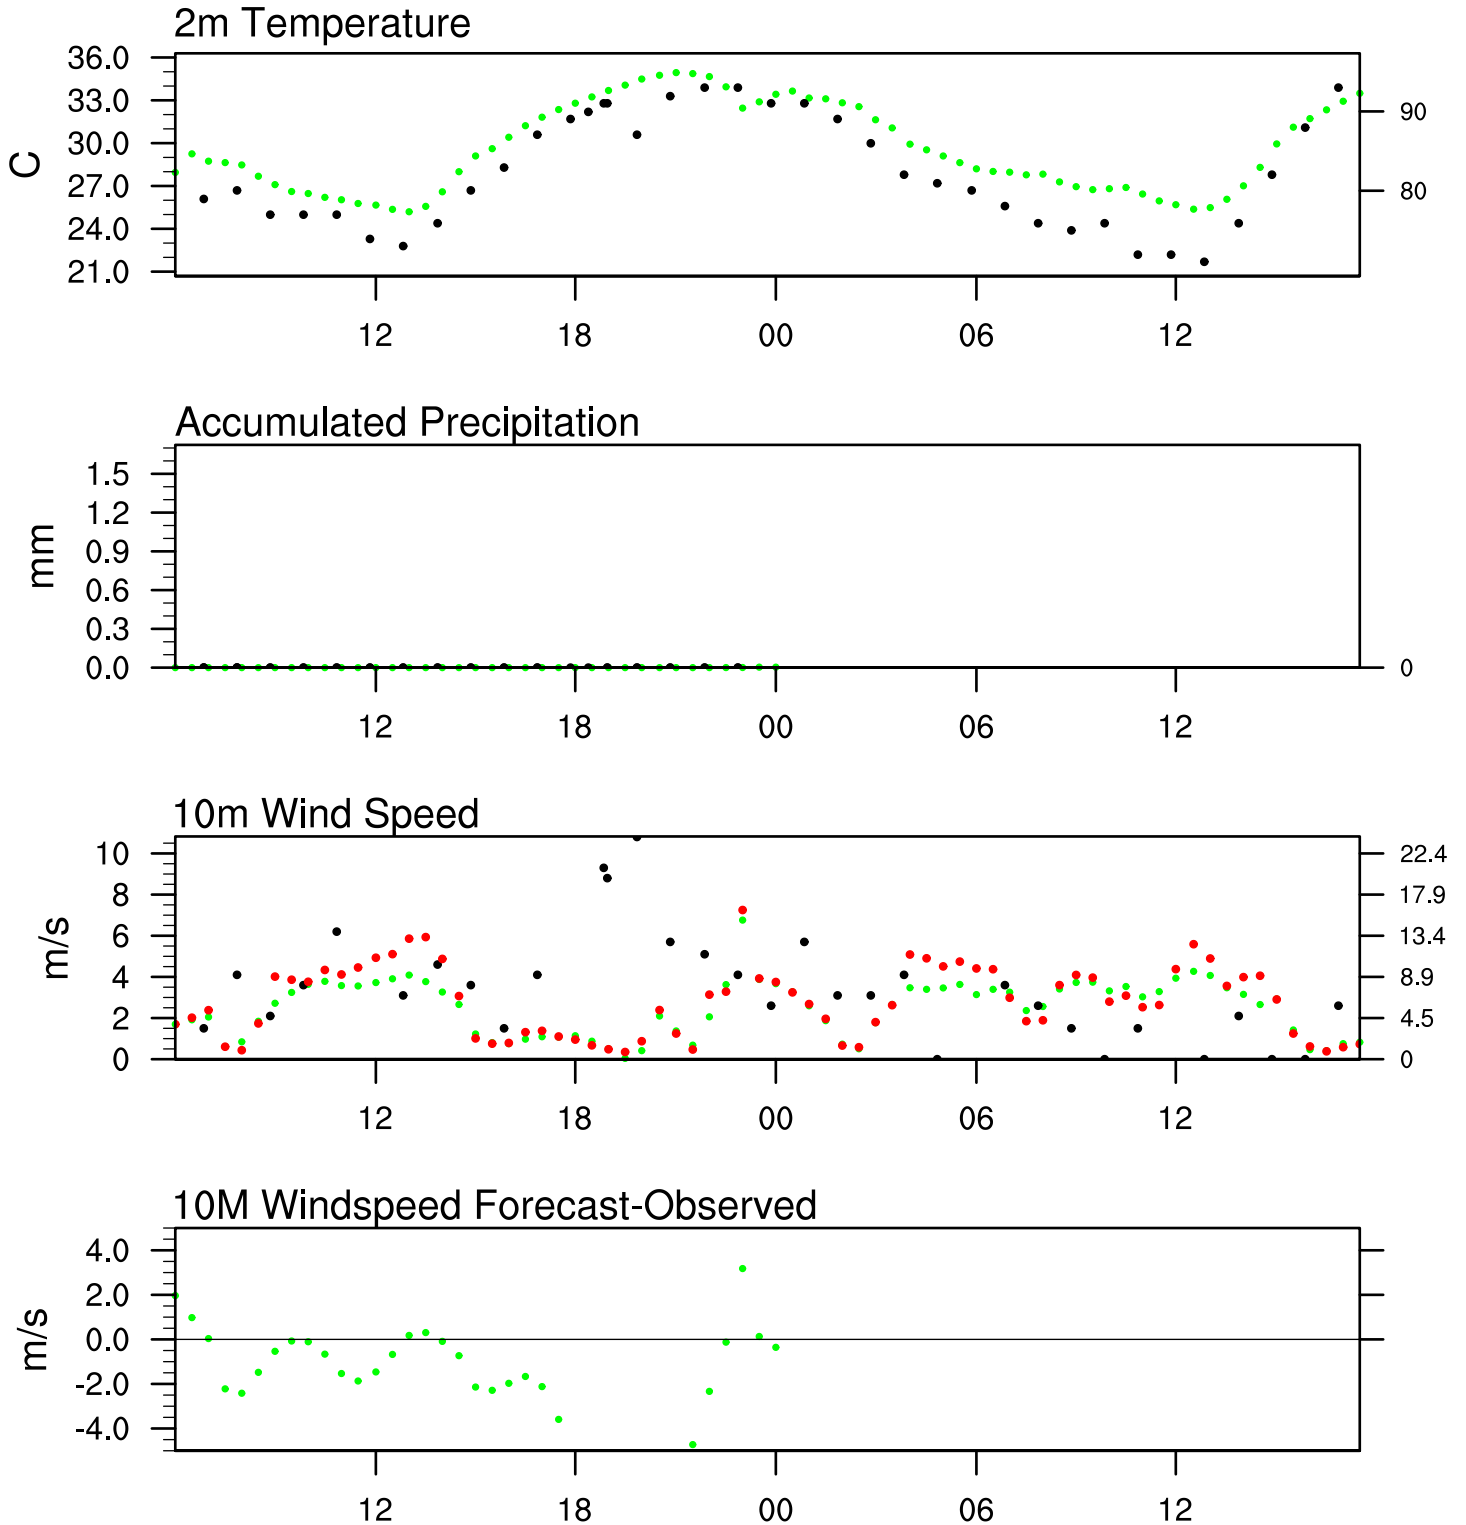 2m Temperature
36.0
33.0
30.0
27.0
24.0
21.0
C
90
80
12 18 00 06 12
Accumulated Precipitation
1.5
1.2
0.9
0.6
0.3
0.0
mm
0
12 18 00 06 12
10m Wind Speed
10
8
6
4
2
0
m/s
22.4
17.9
13.4
8.9
4.5
0
12 18 00 06 12
10M Windspeed Forecast-Observed
4.0
2.0
0.0
-2.0
-4.0
m/s
12 18 00 06 12